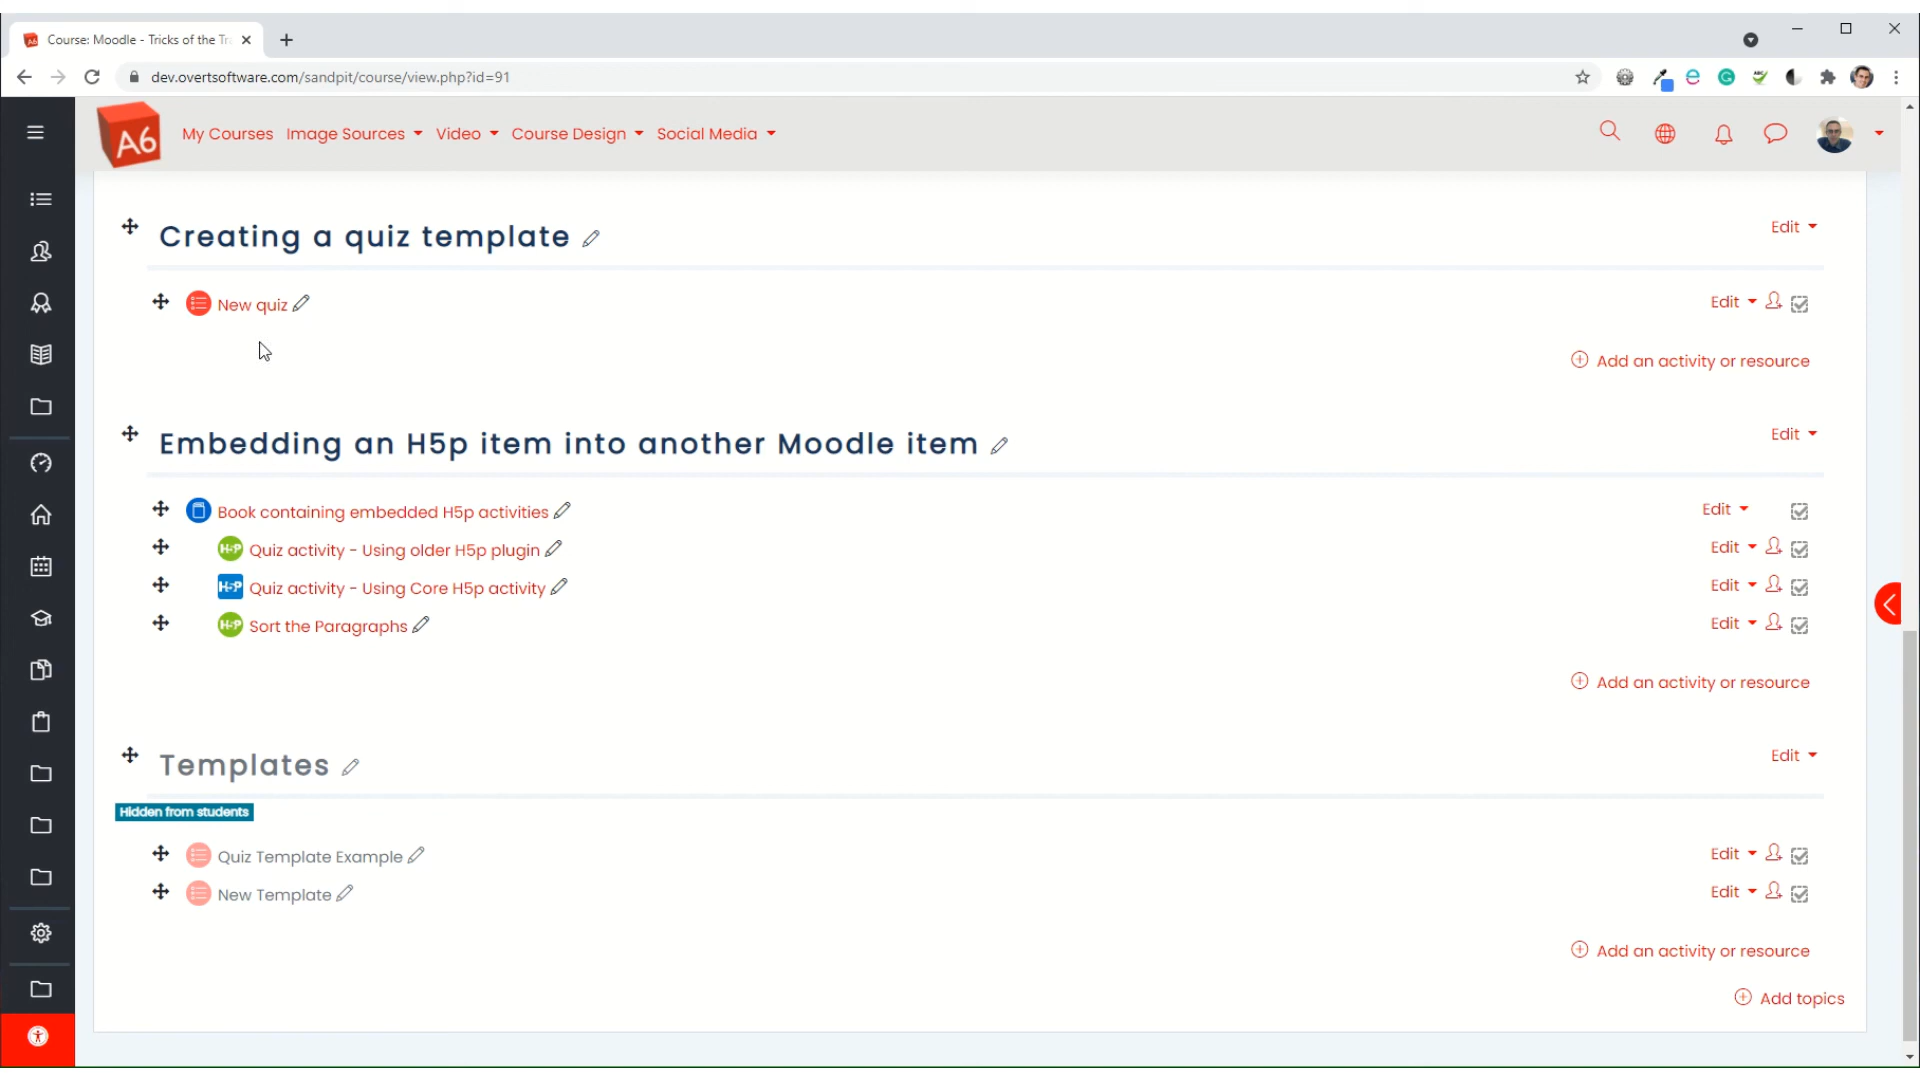 Course: Moodle - Tricks of the Tr
dev.overtsoftware.com/sandpit/course/view.php?id=91
A6
My Courses Image Sources Video Course Design Social Media
Creating a quiz template
Edit
New quiz
Edit
Add an activity or resource
Embedding an H5p item into another Moodle item
Edit
Book containing embedded H5p activities
Edit
H-P Quiz activity - Using older H5p plugin
Edit
H-P Quiz activity - Using Core H5p activity
Edit
H-P Sort the Paragraphs
Edit
Add an activity or resource
Templates
Edit
Hidden from students
Quiz Template Example
Edit
New Template
Edit
Add an activity or resource
Add topics